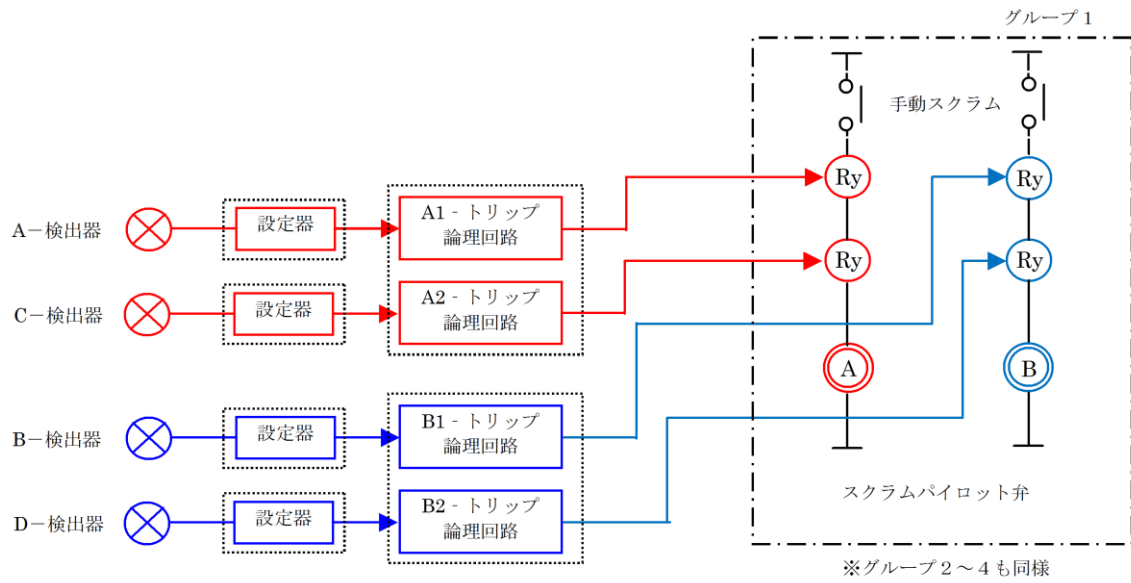 グループ１
手動スクラム
Ry
Ry
A－検出器
設定器
A1‐トリップ
論理回路
Ry
Ry
C－検出器
設定器
A2‐トリップ
論理回路
A
B
B－検出器
設定器
B1‐トリップ
論理回路
スクラムパイロット弁
D－検出器
設定器
B2‐トリップ
論理回路
※グループ２～４も同様